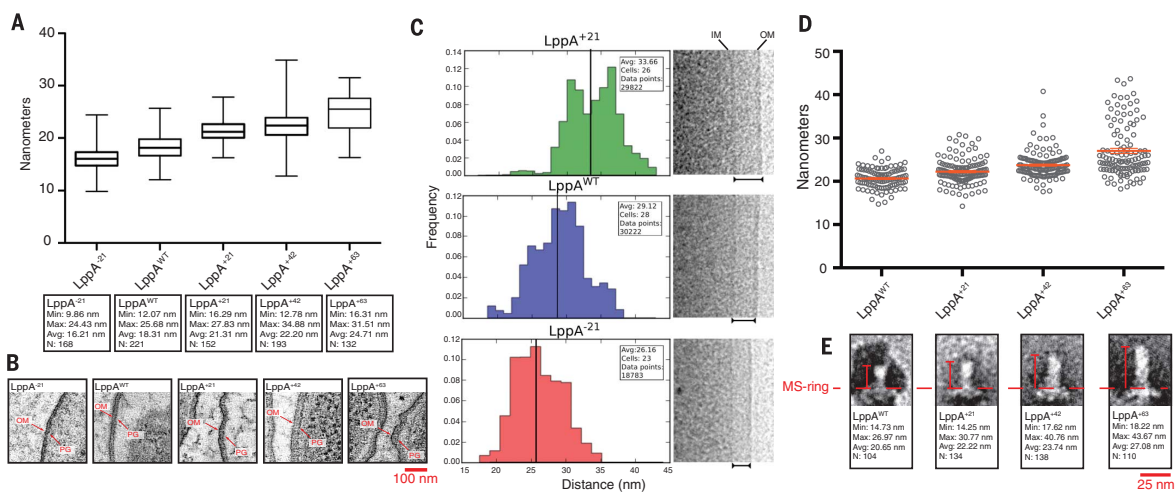 A
40
30
20
10
0
Nanometers
LppA-21
LppAWT
LppA+21
LppA+42
LppA+63
LppA-21
Min: 9.86 nm
Max: 24.43 nm
Avg: 16.21 nm
N: 168
LppAWT
Min: 12.07 nm
Max: 25.68 nm
Avg: 18.31 nm
N: 221
LppA+21
Min: 16.29 nm
Max: 27.83 nm
Avg: 21.31 nm
N: 152
LppA+42
Min: 12.78 nm
Max: 34.88 nm
Avg: 22.20 nm
N: 193
LppA+63
Min: 16.31 nm
Max: 31.51 nm
Avg: 24.71 nm
N: 132
B
LppA-21
OM
PG
LppAWT
OM
PG
LppA+21
OM
PG
LppA+42
OM
PG
LppA+63
OM
PG
100 nm
C
LppA+21
IM
OM
0.14
0.12
0.10
0.08
0.06
0.04
0.02
0.00
Avg: 33.66
Cells: 26
Data points:
29822
LppAWT
0.12
0.10
0.08
0.06
0.04
0.02
0.00
Avg: 29.12
Cells: 28
Data points:
30222
Frequency
LppA-21
0.12
0.10
0.08
0.06
0.04
0.02
0.00
Avg:26.16
Cells: 23
Data points:
18783
15
20
25
30
35
40
45
Distance (nm)
D
50
40
30
20
10
0
Nanometers
LppAWT
LppA+21
LppA+42
LppA+63
E
MS-ring
LppAWT
Min: 14.73 nm
Max: 26.97 nm
Avg: 20.65 nm
N: 104
LppA+21
Min: 14.25 nm
Max: 30.77 nm
Avg: 22.22 nm
N: 134
LppA+42
Min: 17.62 nm
Max: 40.76 nm
Avg: 23.74 nm
N: 138
LppA+63
Min: 18.22 nm
Max: 43.67 nm
Avg: 27.08 nm
N: 110
25 nm